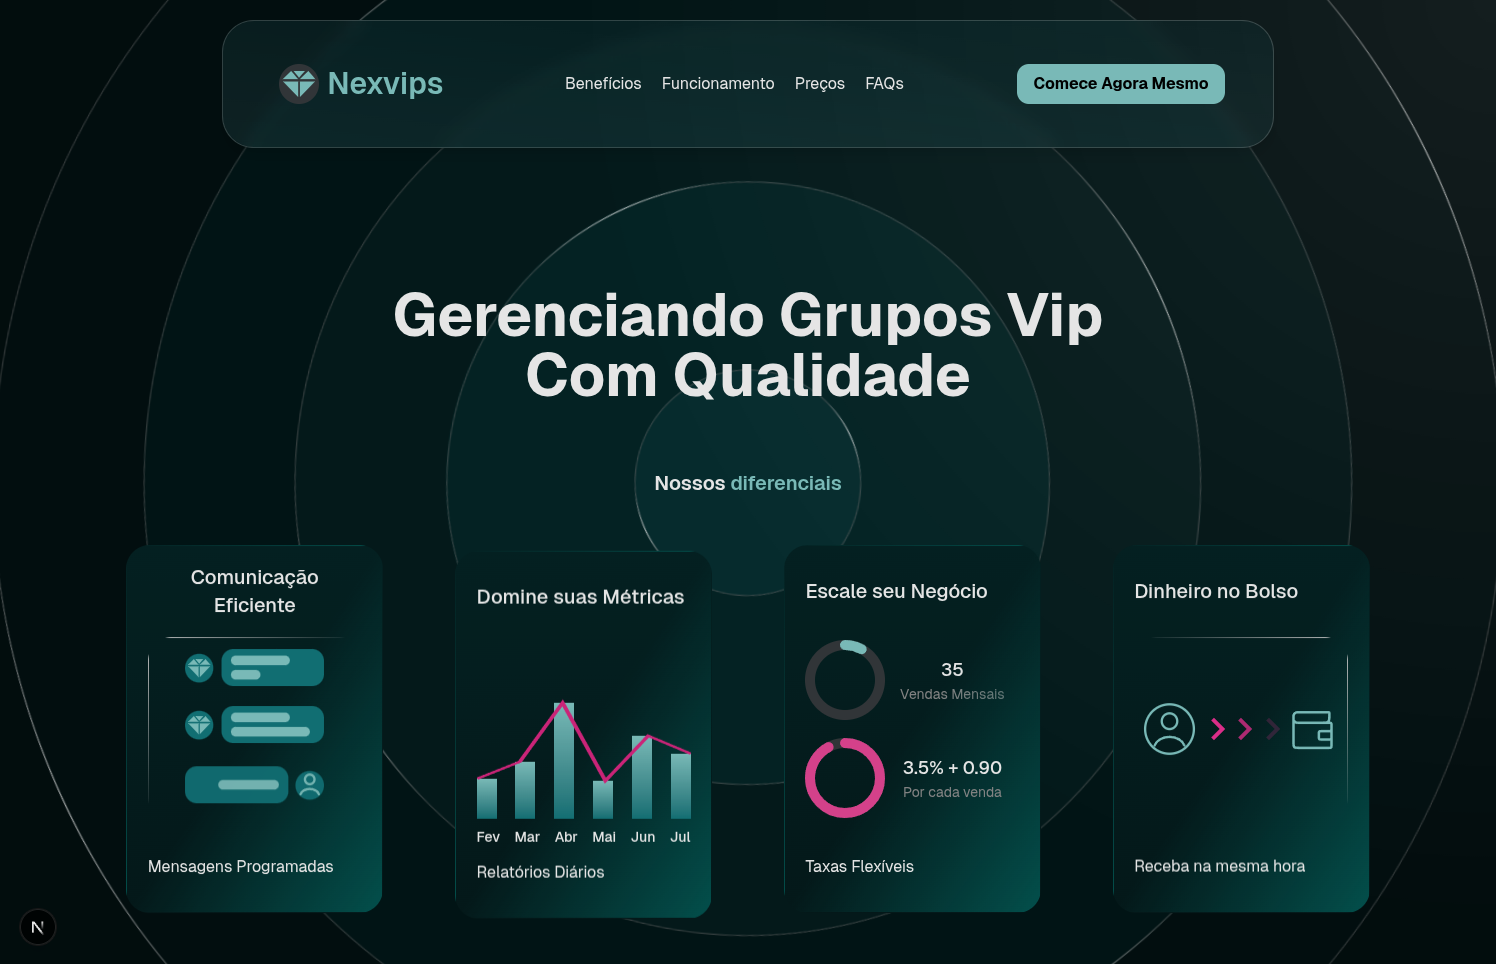 Nexvips
Benefícios
Funcionamento
Preços
FAQs
Comece Agora Mesmo
Gerenciando Grupos Vip
Com Qualidade
Nossos diferenciais
Comunicação
Eficiente
Mensagens Programadas
Domine suas Métricas
Fev Mar Abr Mai Jun Jul
Relatórios Diários
Escale seu Negócio
35
Vendas Mensais
3.5% + 0.90
Por cada venda
Taxas Flexíveis
Dinheiro no Bolso
Receba na mesma hora
N